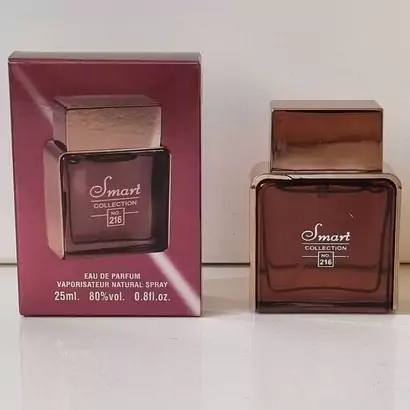 Smart
COLLECTION
NO.
216
EAU DE PARFUM
VAPORISATEUR NATURAL SPRAY
25ml. 80%vol. 0.8fl.oz.
Smart
COLLECTION
NO.
216